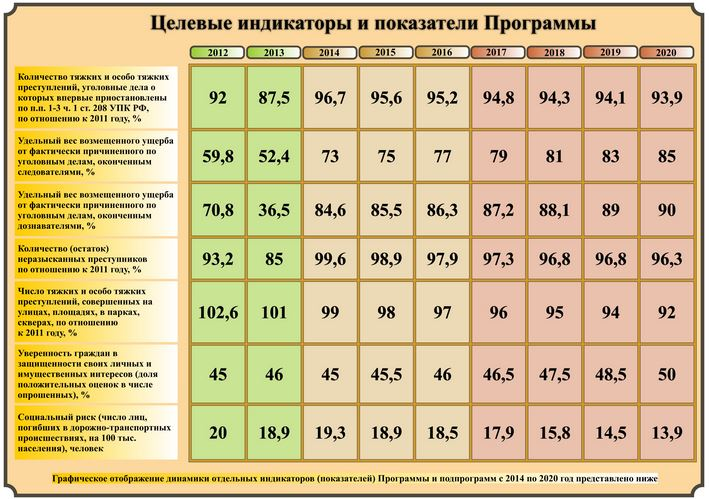 Целевые индикаторы и показатели Программы
2012 2013 2014 2015 2016 2017 2018 2019 2020
Количество тяжких и особо тяжких
преступлений, уголовные дела о
которых впервые приостановлены
по п.п. 1-3 ч. 1 ст. 208 УПК РФ,
по отношению к 2011 году, %
92 87,5 96,7 95,6 95,2 94,8 94,3 94,1 93,9
Удельный вес возмещенного ущерба
от фактически причиненного по
уголовным делам, оконченным
следователями, %
59,8 52,4 73 75 77 79 81 83 85
Удельный вес возмещенного ущерба
от фактически причиненного по
уголовным делам, оконченным
дознавателями, %
70,8 36,5 84,6 85,5 86,3 87,2 88,1 89 90
Количество (остаток)
неразысканных преступников
по отношению к 2011 году, %
93,2 85 99,6 98,9 97,9 97,3 96,8 96,8 96,3
Число тяжких и особо тяжких
преступлений, совершенных на
улицах, площадях, в парках,
скверах, по отношению
к 2011 году, %
102,6 101 99 98 97 96 95 94 92
Уверенность граждан в
защищенности своих личных и
имущественных интересов (доля
положительных оценок в числе
опрошенных), %
45 46 45 45,5 46 46,5 47,5 48,5 50
Социальный риск (число лиц,
погибших в дорожно-транспортных
происшествиях, на 100 тыс.
населения), человек
20 18,9 19,3 18,9 18,5 17,9 15,8 14,5 13,9
Графическое отображение динамики отдельных индикаторов (показателей) Программы и подпрограмм с 2014 по 2020 год представлено ниже